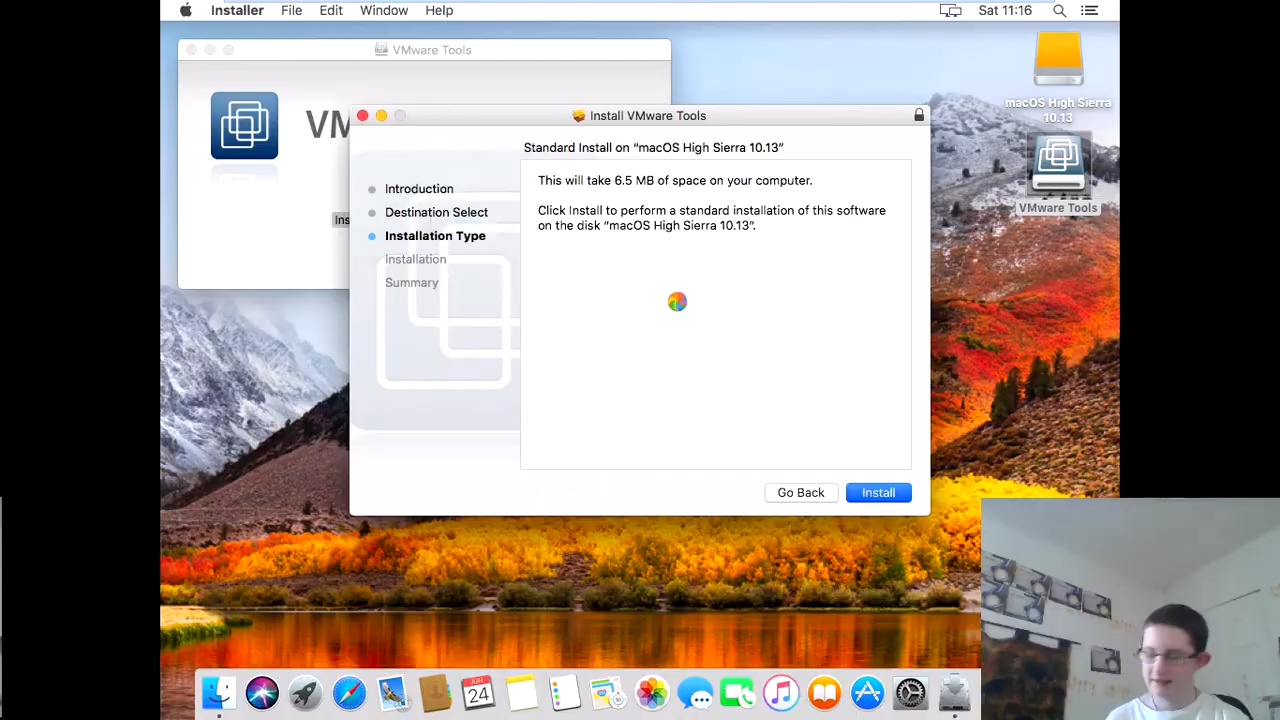 Installer File Edit Window Help Sat 11:16
VMware Tools
VM
Ins
Install VMware Tools
Standard Install on “macOS High Sierra 10.13”
Introduction
Destination Select
Installation Type
Installation
Summary
This will take 6.5 MB of space on your computer.
Click Install to perform a standard installation of this software
on the disk “macOS High Sierra 10.13”.
Go Back Install
macOS High Sierra
10.13
VMware Tools
JUN
24